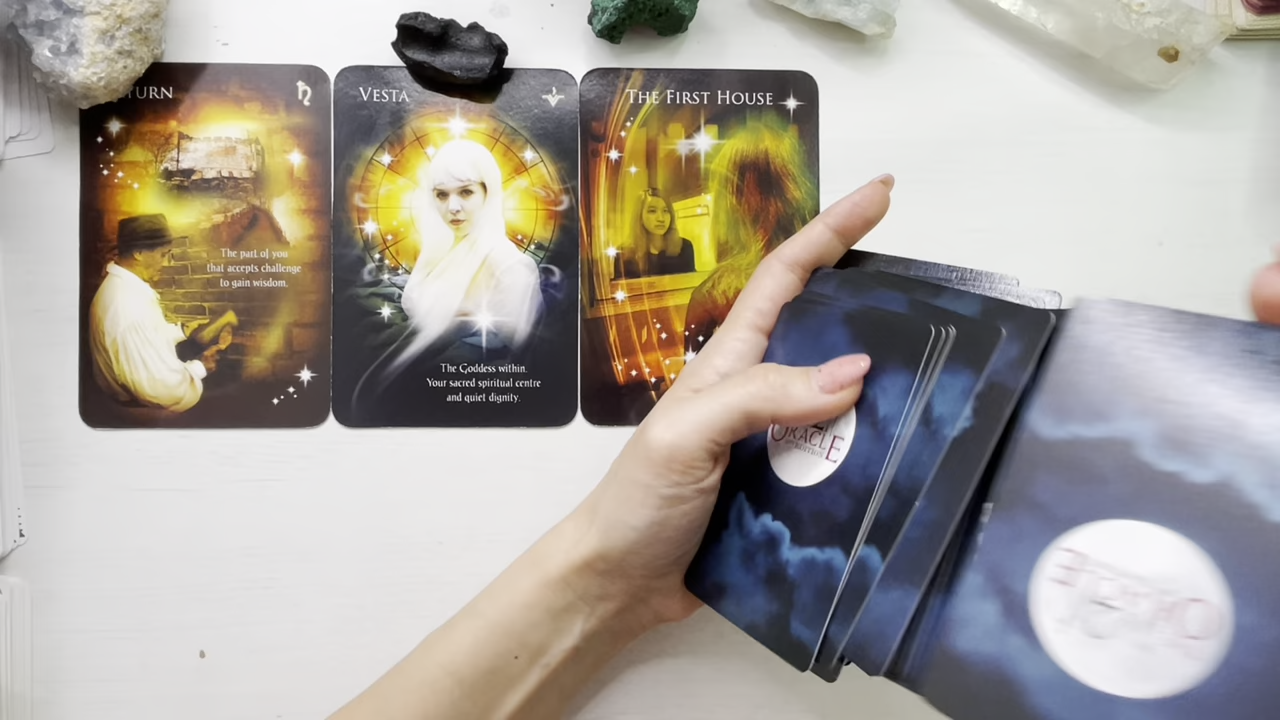 TURN
The part of you
that accepts challenge
to gain wisdom.
VESTA
The Goddess within.
Your sacred spiritual centre
and quiet dignity.
THE FIRST HOUSE
ORACLE
ORACLE